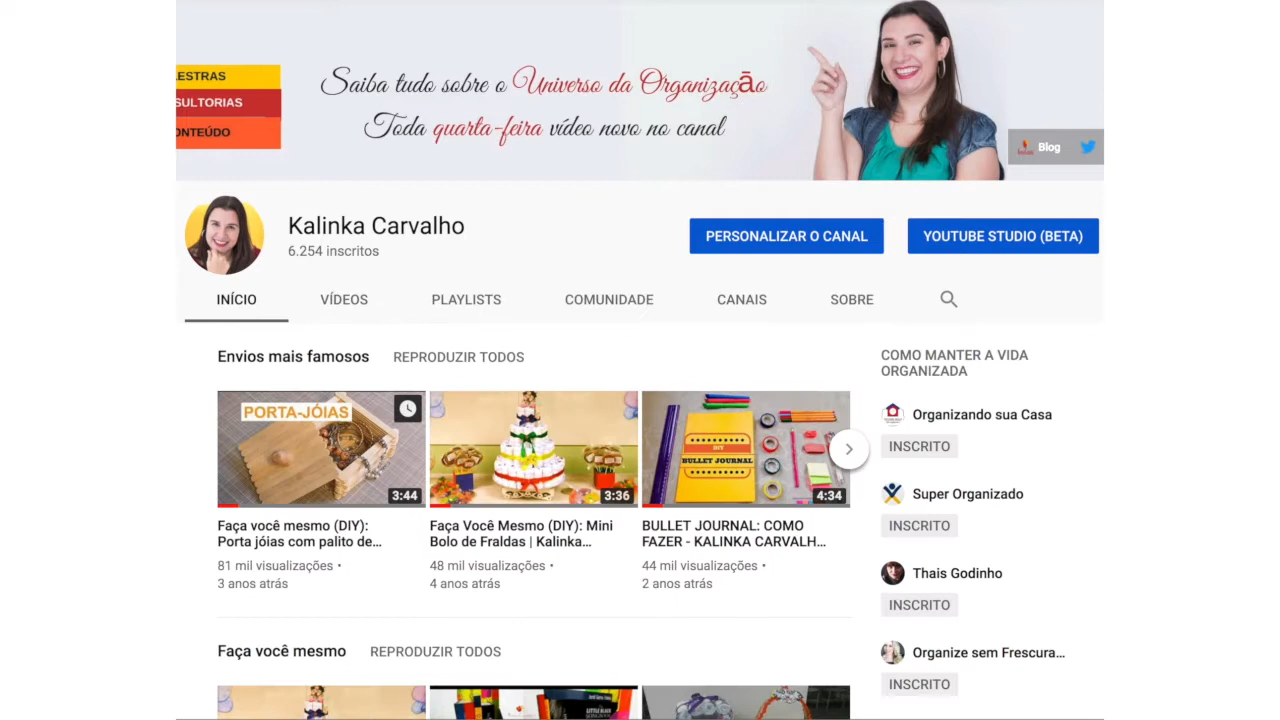 LESTRAS
SULTORIAS
ONTEÚDO
Saiba tudo sobre o Universo da Organização
Toda quarta-feira vídeo novo no canal
Blog
Kalinka Carvalho
6.254 inscritos
PERSONALIZAR O CANAL
YOUTUBE STUDIO (BETA)
INÍCIO
VÍDEOS
PLAYLISTS
COMUNIDADE
CANAIS
SOBRE
Envios mais famosos
REPRODUZIR TODOS
PORTA-JÓIAS
3:44
Faça você mesmo (DIY):
Porta jóias com palito de...
81 mil visualizações •
3 anos atrás
3:36
Faça Você Mesmo (DIY): Mini
Bolo de Fraldas | Kalinka...
48 mil visualizações •
4 anos atrás
DIY
BULLET JOURNAL
4:34
BULLET JOURNAL: COMO
FAZER - KALINKA CARVALH...
44 mil visualizações •
2 anos atrás
COMO MANTER A VIDA
ORGANIZADA
Organizando sua Casa
INSCRITO
Super Organizado
INSCRITO
Thais Godinho
INSCRITO
Organize sem Frescura...
INSCRITO
Faça você mesmo
REPRODUZIR TODOS